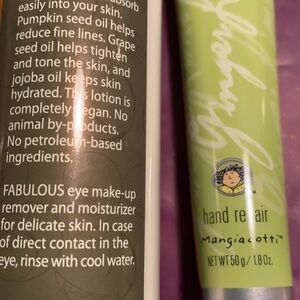 absorb
easily into your skin.
Pumpkin seed oil helps
reduce fine lines. Grape
seed oil helps tighten
and tone the skin, and
jojoba oil keeps skin
hydrated. This lotion is
completely vegan. No
animal by-products.
No petroleum-based
ingredients.
FABULOUS eye make-up
remover and moisturizer
for delicate skin. In case
of direct contact in the
eye, rinse with cool water.
hand repair
mangiacotti™
NET WT 50 g / 1.8 Oz.